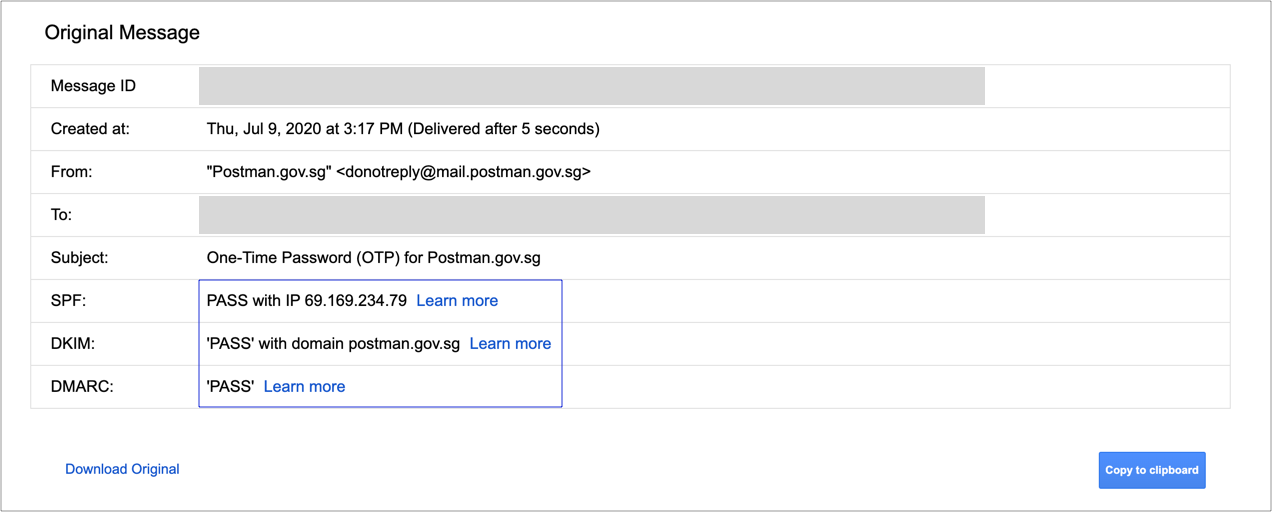 Original Message
Message ID
Created at: Thu, Jul 9, 2020 at 3:17 PM (Delivered after 5 seconds)
From: "Postman.gov.sg" <donotreply@mail.postman.gov.sg>
To:
Subject: One-Time Password (OTP) for Postman.gov.sg
SPF: PASS with IP 69.169.234.79 Learn more
DKIM: 'PASS' with domain postman.gov.sg Learn more
DMARC: 'PASS' Learn more
Download Original Copy to clipboard